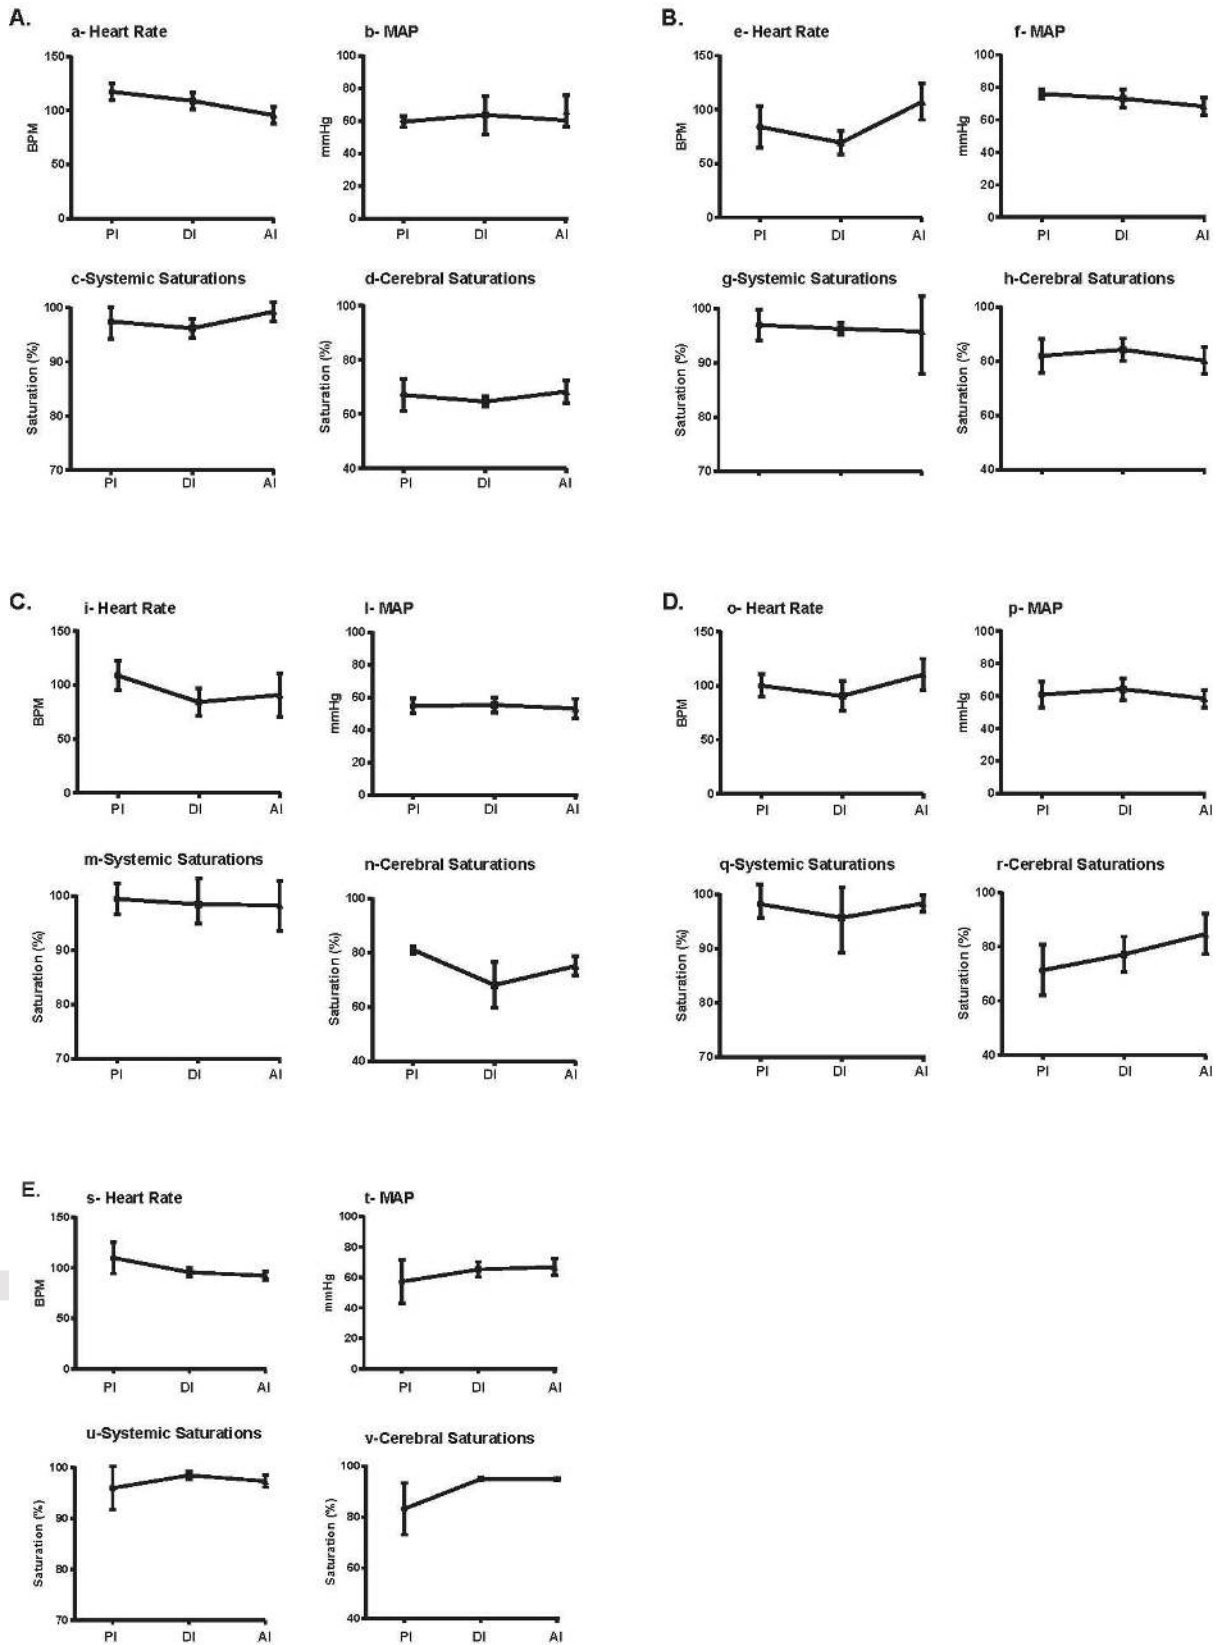 A.
a- Heart Rate
150
100
50
0
BPM
PI DI AI
b- MAP
100
80
60
40
20
0
mmHg
PI DI AI
c-Systemic Saturations
100
90
80
70
Saturation (%)
PI DI AI
d-Cerebral Saturations
100
80
60
40
Saturation (%)
PI DI AI
B.
e- Heart Rate
150
100
50
0
BPM
PI DI AI
f- MAP
100
80
60
40
20
0
mmHg
PI DI AI
g-Systemic Saturations
100
90
80
70
Saturation (%)
h-Cerebral Saturations
100
80
60
40
Saturation (%)
C.
i- Heart Rate
150
100
50
0
BPM
PI DI AI
l- MAP
100
80
60
40
20
0
mmHg
PI DI AI
m-Systemic Saturations
100
90
80
70
Saturation (%)
PI DI AI
n-Cerebral Saturations
100
80
60
40
Saturation (%)
PI DI AI
D.
o- Heart Rate
150
100
50
0
BPM
PI DI AI
p- MAP
100
80
60
40
20
0
mmHg
PI DI AI
q-Systemic Saturations
100
90
80
70
Saturation (%)
PI DI AI
r-Cerebral Saturations
100
80
60
40
Saturation (%)
PI DI AI
E.
s- Heart Rate
150
100
50
0
BPM
PI DI AI
t- MAP
100
80
60
40
20
0
mmHg
PI DI AI
u-Systemic Saturations
100
90
80
70
Saturation (%)
PI DI AI
v-Cerebral Saturations
100
80
60
40
Saturation (%)
PI DI AI